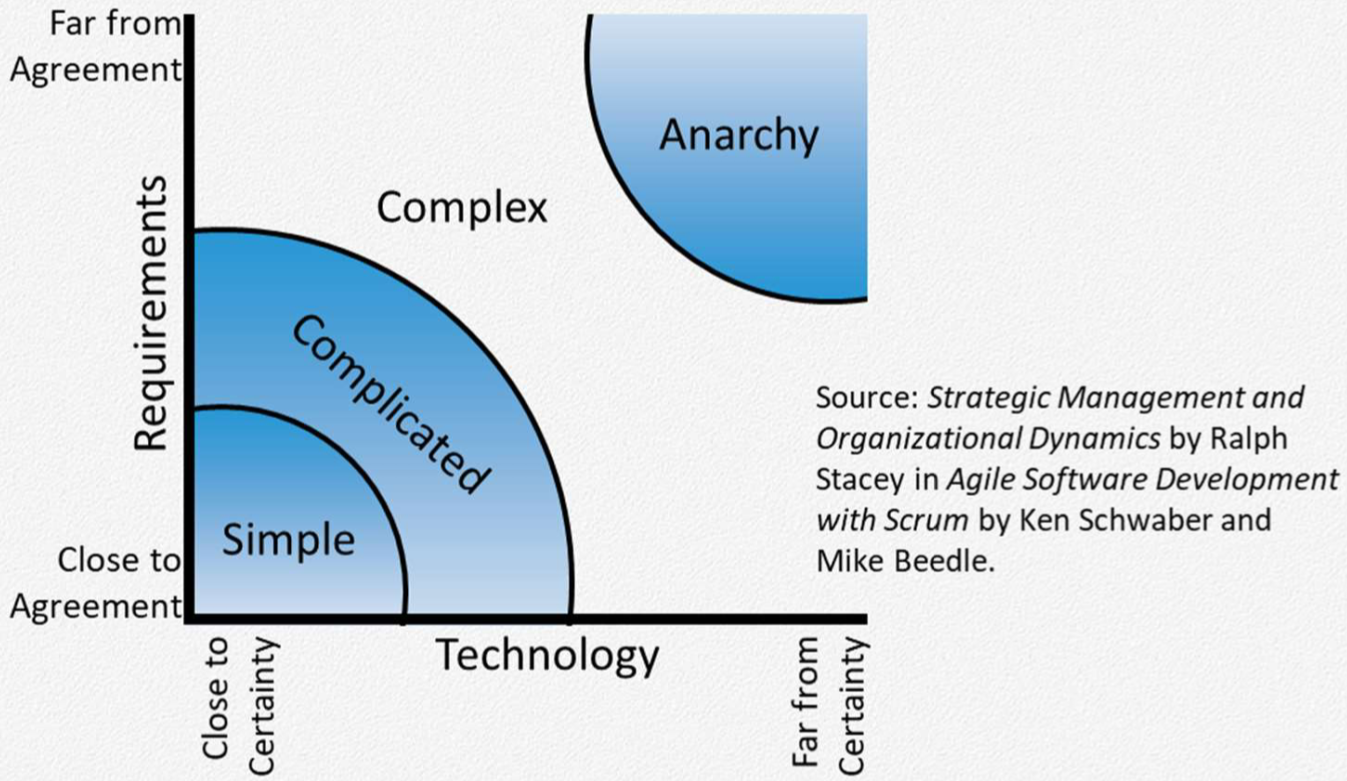 Far from
Agreement
Anarchy
Complex
Requirements
Complicated
Simple
Close to
Agreement
Technology
Close to
Certainty
Far from
Certainty
Source: Strategic Management and
Organizational Dynamics by Ralph
Stacey in Agile Software Development
with Scrum by Ken Schwaber and
Mike Beedle.